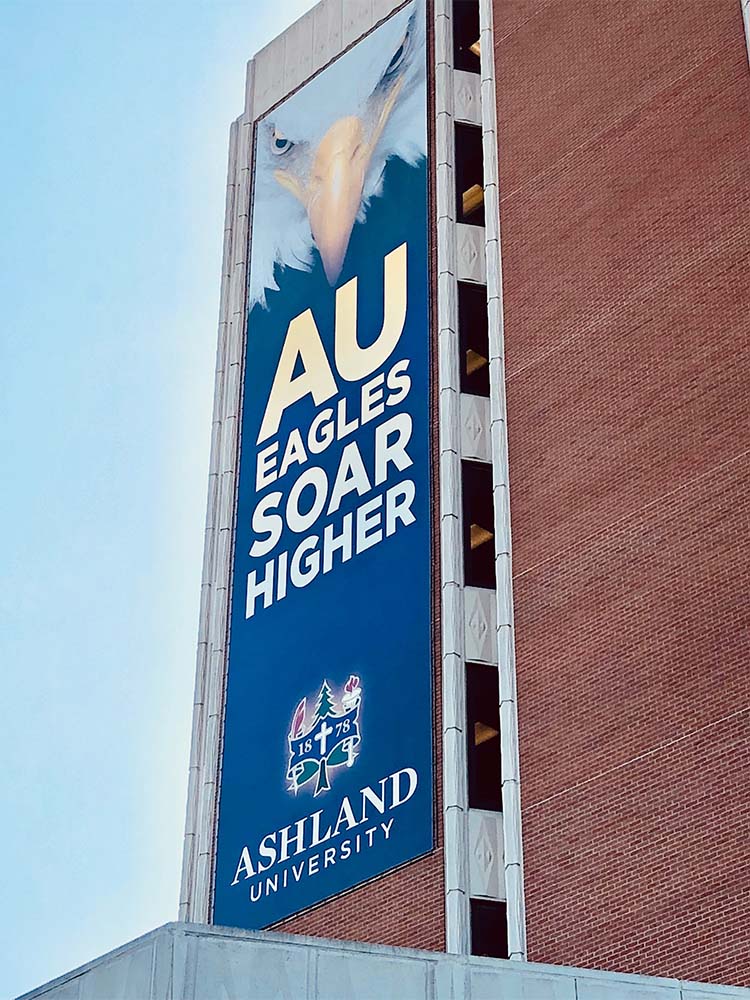 AU
EAGLES
SOAR
HIGHER
18 78
ASHLAND
UNIVERSITY